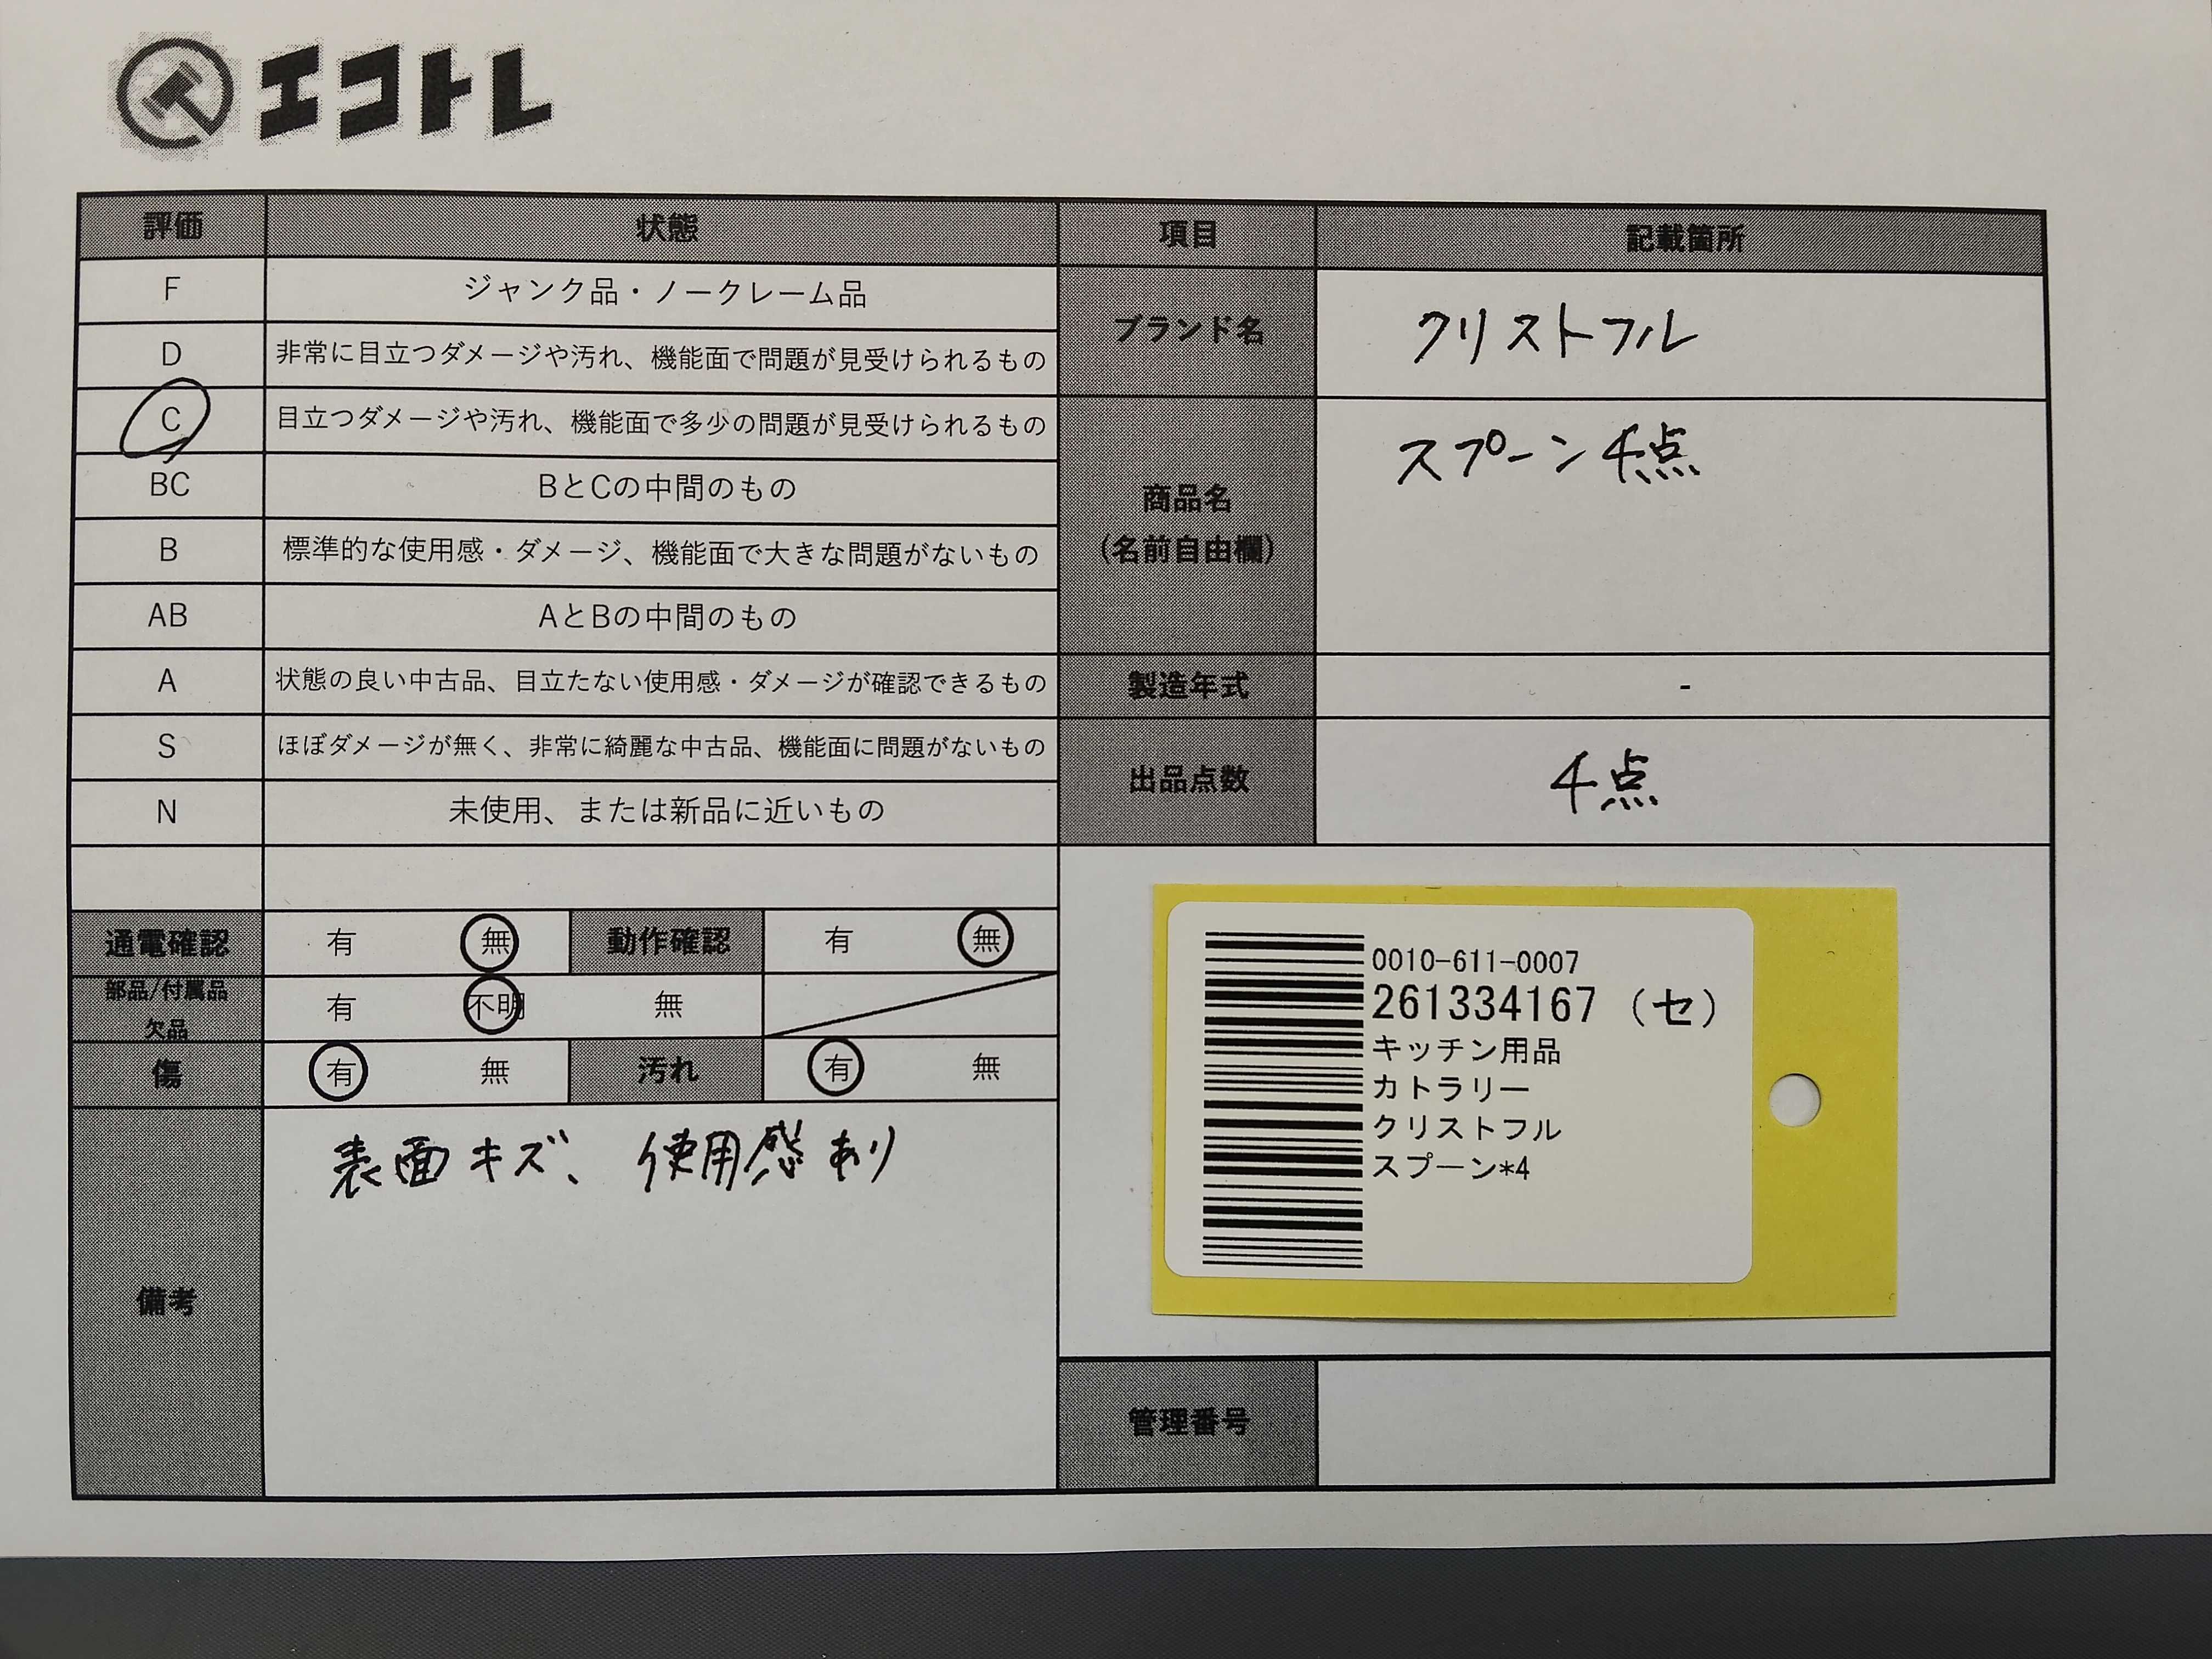 エコトレ
評価 状態 項目 記載箇所
F ジャンク品・ノークレーム品
D 非常に目立つダメージや汚れ、機能面で問題が見受けられるもの
C 目立つダメージや汚れ、機能面で多少の問題が見受けられるもの
BC BとCの中間のもの
B 標準的な使用感・ダメージ、機能面で大きな問題がないもの
AB AとBの中間のもの
A 状態の良い中古品、目立たない使用感・ダメージが確認できるもの
S ほぼダメージが無く、非常に綺麗な中古品、機能面に問題がないもの
N 未使用、または新品に近いもの
ブランド名 クリストフル
商品名 スプーン4点
(名前自由欄)
製造年式 -
出品点数 4点
通電確認 有 無 動作確認 有 無
部品/付属品
欠品 有 不明 無
傷 有 無 汚れ 有 無
備考 表面キズ、使用感あり
0010-611-0007
261334167（セ）
キッチン用品
カトラリー
クリストフル
スプーン*4
管理番号